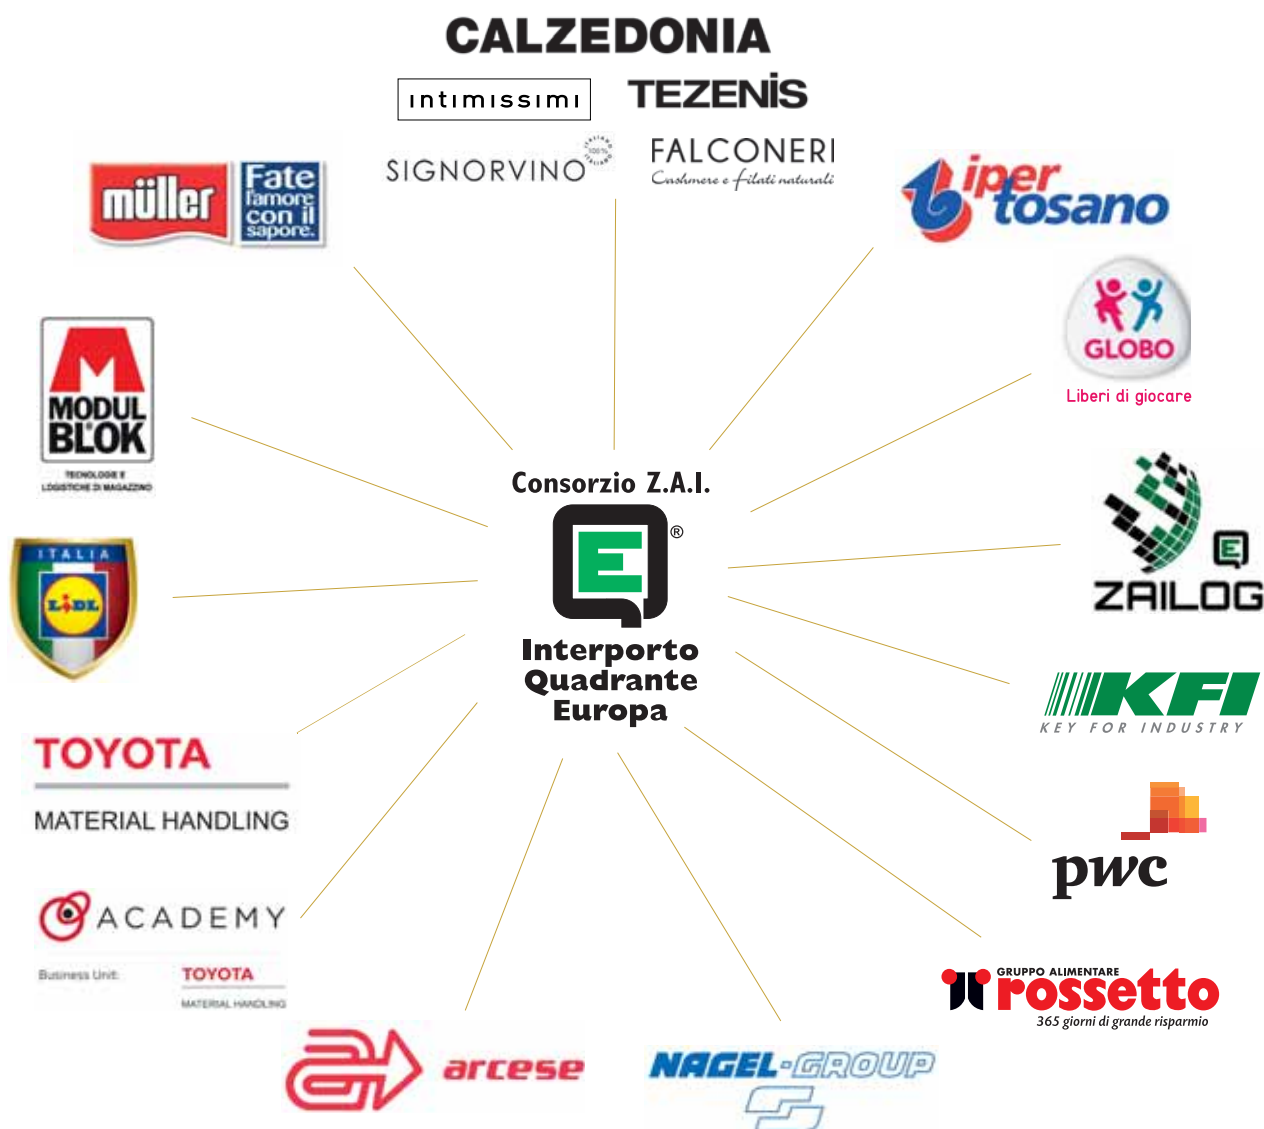 CALZEDONIA
intimissimi
TEZENIS
SIGNORVINO
ITALIANO 100% ITALIANO
FALCONERI
Cashmere e filati naturali
müller
Fate
l'amore
con il
sapore.
iper
tosano
GLOBO
Liberi di giocare
M
MODUL
BLOK
TECNOLOGIE E
LOGISTICHE DI MAGAZZINO
Consorzio Z.A.I.
E
®
Interporto
Quadrante
Europa
E
ZAILOG
ITALIA
LiDL
KFI
KEY FOR INDUSTRY
TOYOTA
MATERIAL HANDLING
pwc
ACADEMY
Business Unit:
TOYOTA
MATERIAL HANDLING
GRUPPO ALIMENTARE
rossetto
365 giorni di grande risparmio
arcese
NAGEL-GROUP